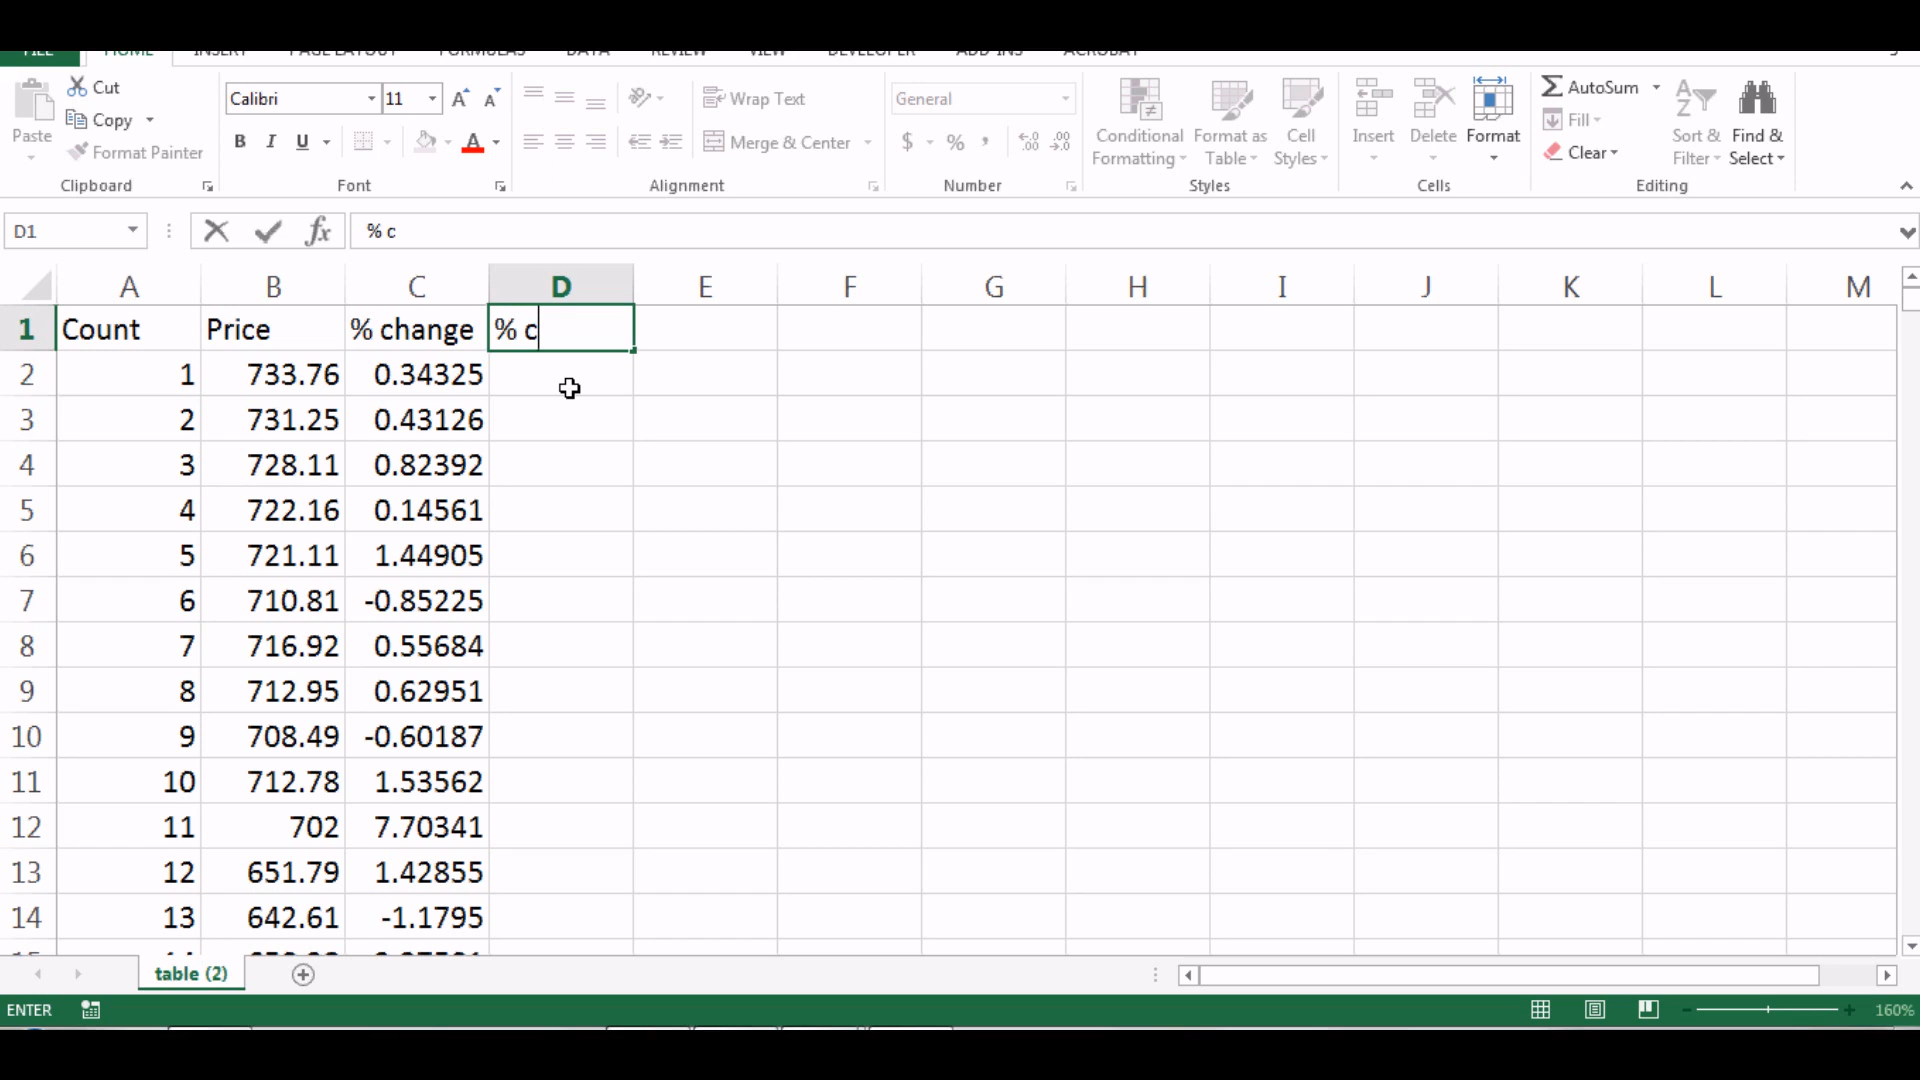 FILE HOME INSERT PAGE LAYOUT FORMULAS DATA REVIEW VIEW DEVELOPER ADD-INS ACROBAT
Paste
Cut
Copy
Format Painter
Clipboard
Calibri 11
A A
B I U A
Font
Wrap Text
Merge & Center
Alignment
General
$ % ,
Number
Conditional Formatting
Format as Table
Cell Styles
Styles
Insert
Delete
Format
Cells
AutoSum
Fill
Clear
Sort & Filter
Find & Select
Editing
D1 fx % c
A B C D E F G H I J K L M
1 Count Price % change % c
2 1 733.76 0.34325
3 2 731.25 0.43126
4 3 728.11 0.82392
5 4 722.16 0.14561
6 5 721.11 1.44905
7 6 710.81 -0.85225
8 7 716.92 0.55684
9 8 712.95 0.62951
10 9 708.49 -0.60187
11 10 712.78 1.53562
12 11 702 7.70341
13 12 651.79 1.42855
14 13 642.61 -1.1795
table (2)
ENTER 160%